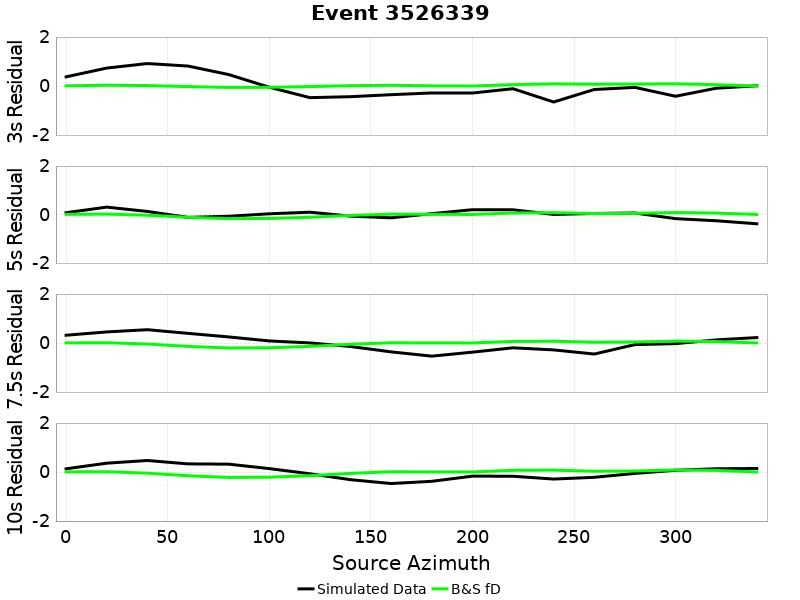 Event 3526339
3s Residual
2
0
-2
5s Residual
2
0
-2
7.5s Residual
2
0
-2
10s Residual
2
0
-2
0 50 100 150 200 250 300
Source Azimuth
Simulated Data B&S fD